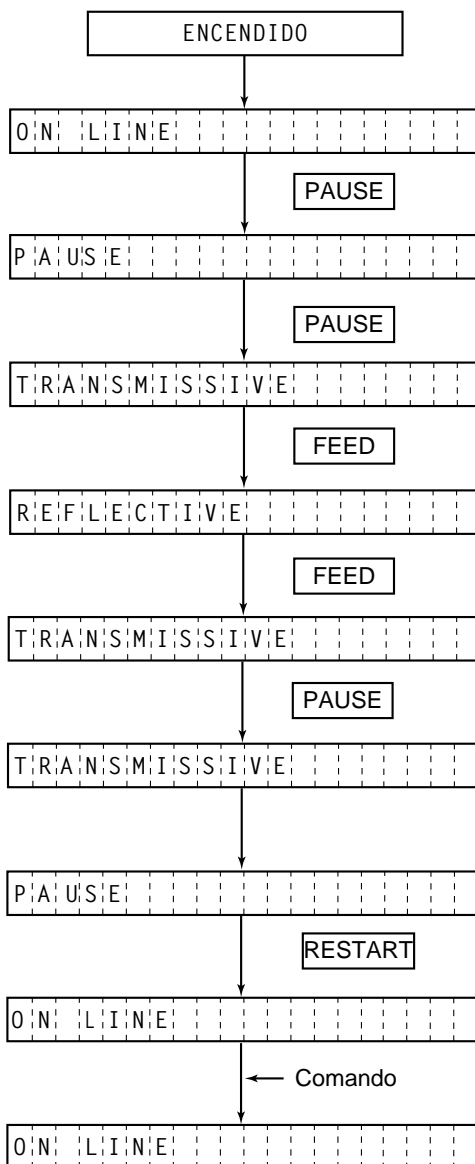 ENCENDIDO
ON LINE
PAUSE
PAUSE
PAUSE
TRANSMISSIVE
FEED
REFLECTIVE
FEED
TRANSMISSIVE
PAUSE
TRANSMISSIVE
PAUSE
RESTART
ON LINE
Comando
ON LINE